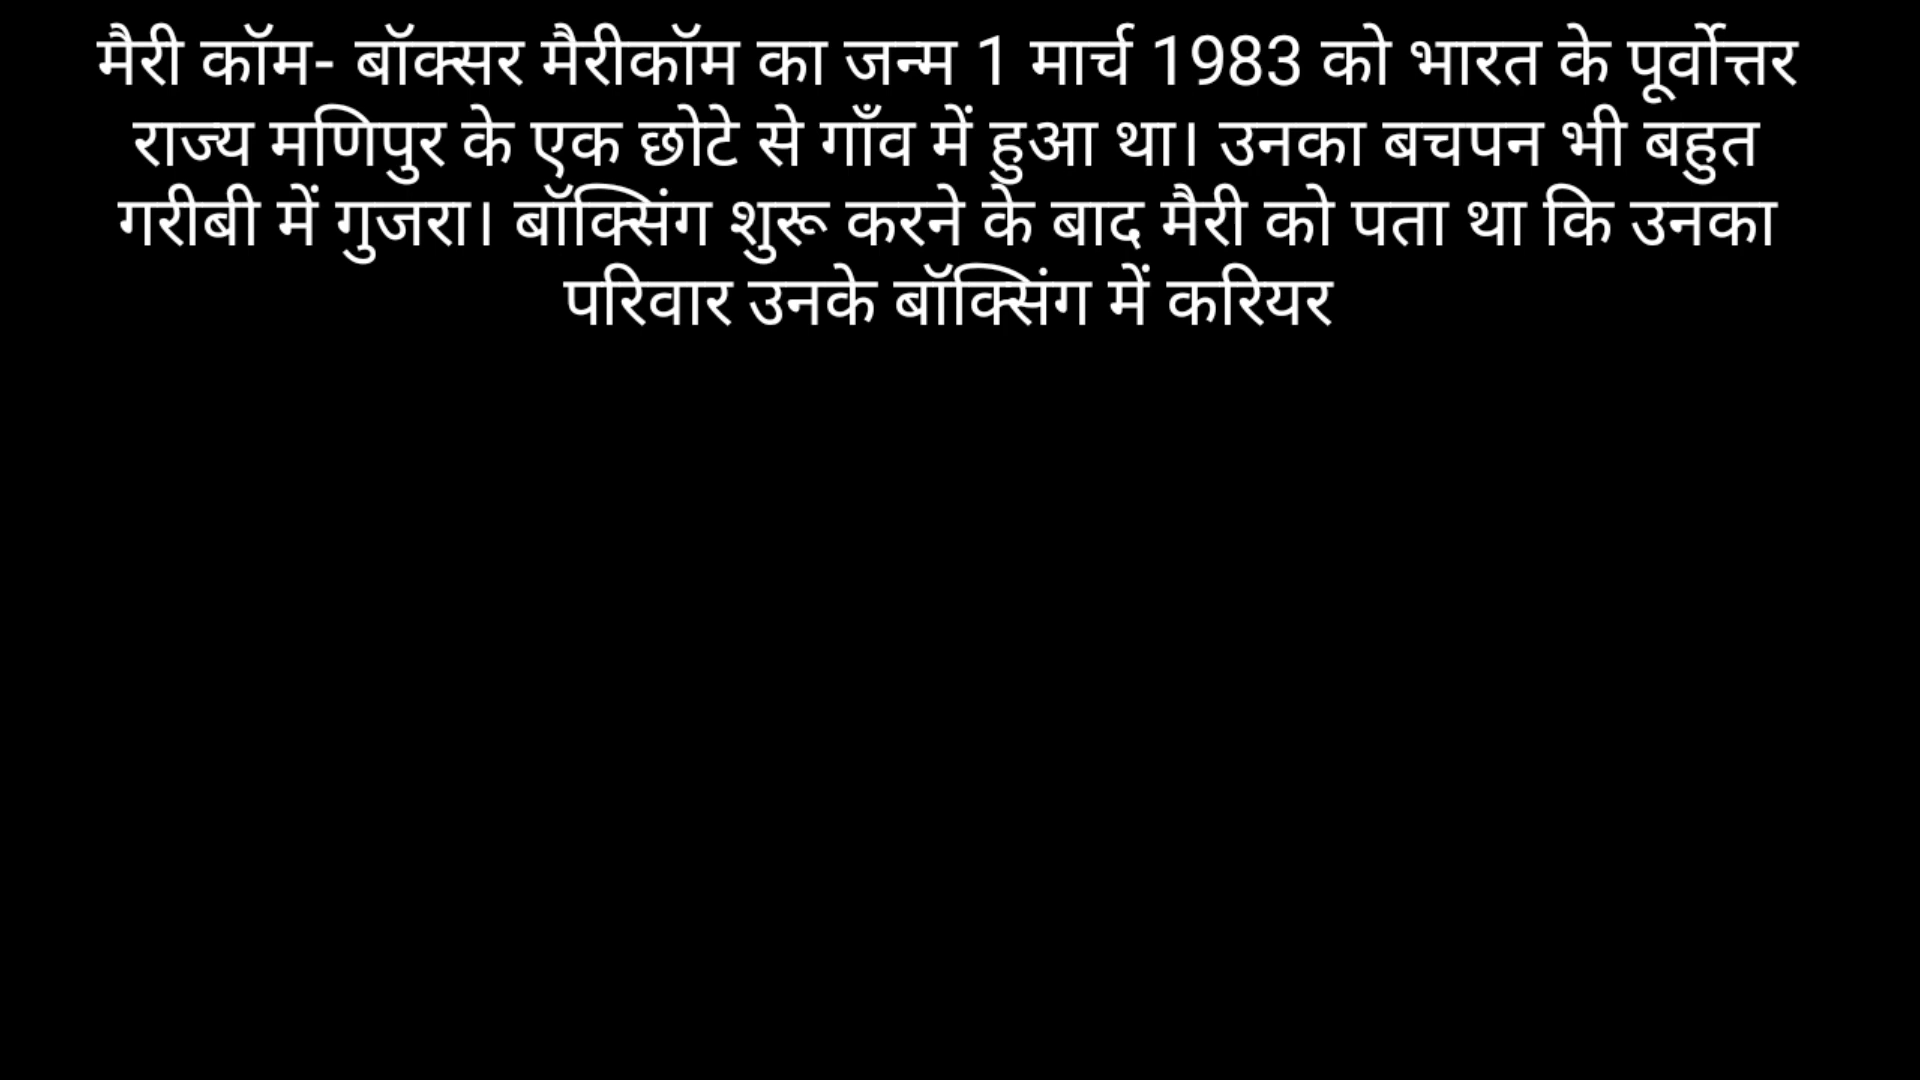 मैरी कॉम- बॉक्सर मैरीकॉम का जन्म 1 मार्च 1983 को भारत के पूर्वोत्तर
राज्य मणिपुर के एक छोटे से गाँव में हुआ था। उनका बचपन भी बहुत
गरीबी में गुजरा। बॉक्सिंग शुरू करने के बाद मैरी को पता था कि उनका
परिवार उनके बॉक्सिंग में करियर